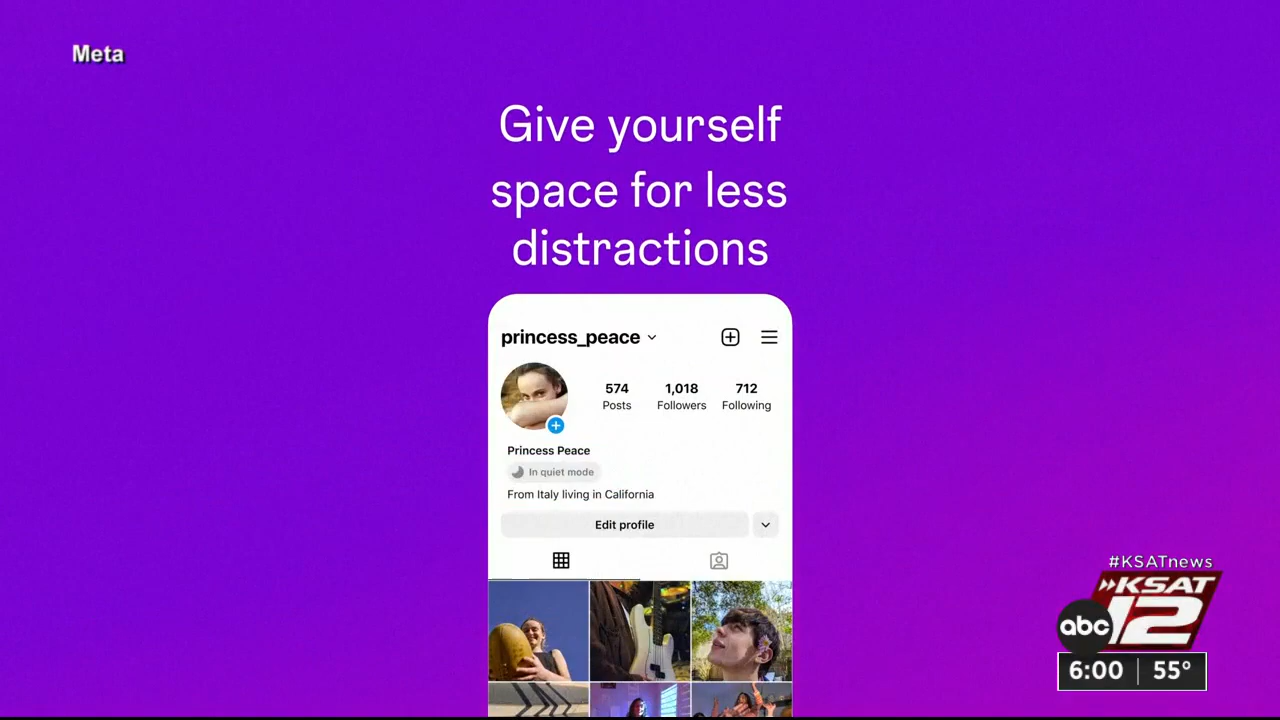 Meta
Give yourself
space for less
distractions
princess_peace
574 1,018 712
Posts Followers Following
Princess Peace
In quiet mode
From Italy living in California
Edit profile
#KSATnews
KSAT
abc 12
6:00 55°